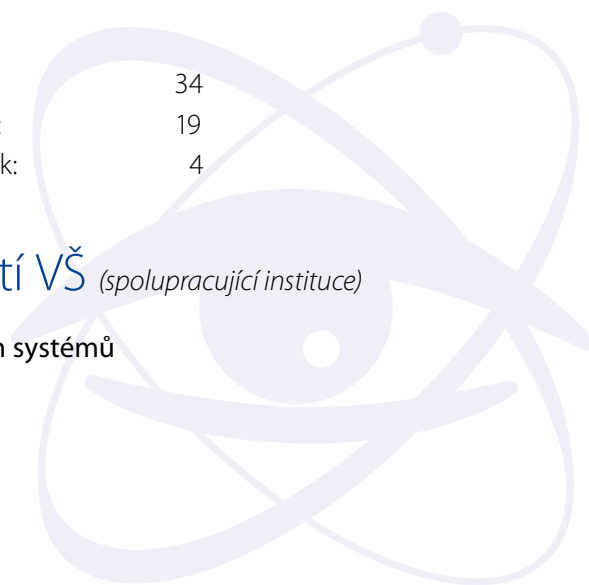 34
: 19
k: 4
tí VŠ (spolupracující instituce)
n systémů